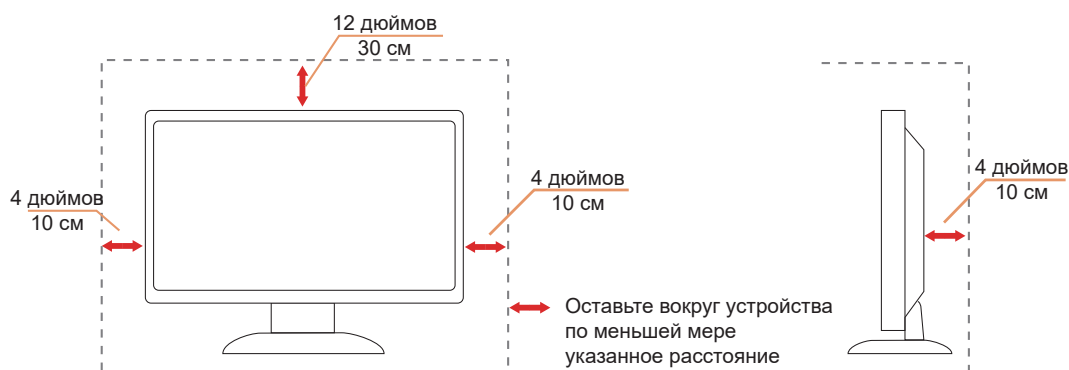 12 дюймов
30 см
4 дюймов
10 см
4 дюймов
10 см
4 дюймов
10 см
Оставьте вокруг устройства
по меньшей мере
указанное расстояние